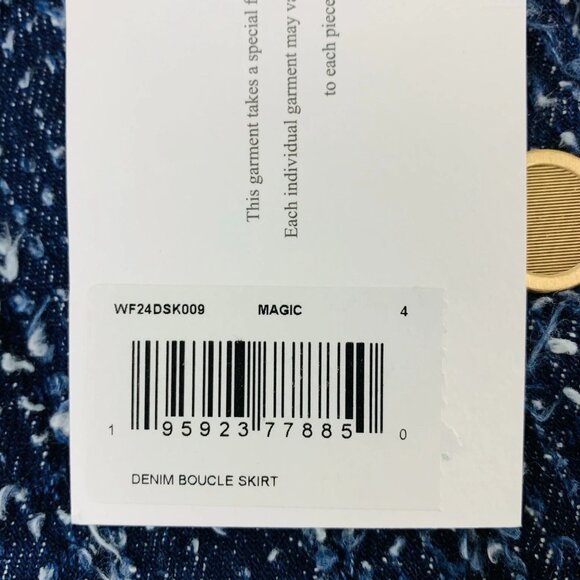 This garment takes a special f
Each individual garment may va
to each piece
WF24DSK009 MAGIC 4
1 95923 77885 0
DENIM BOUCLE SKIRT